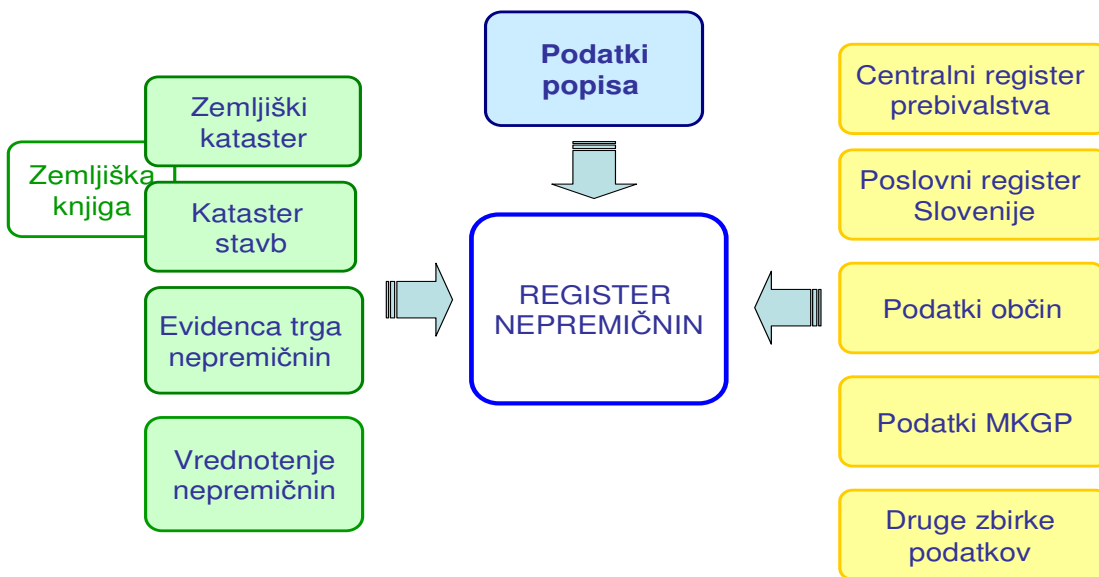 Podatki
popisa
Zemljiška
knjiga
Zemljiški
kataster
Kataster
stavb
Evidenca trga
nepremičnin
Vrednotenje
nepremičnin
REGISTER
NEPREMIČNIN
Centralni register
prebivalstva
Poslovni register
Slovenije
Podatki občin
Podatki MKGP
Druge zbirke
podatkov